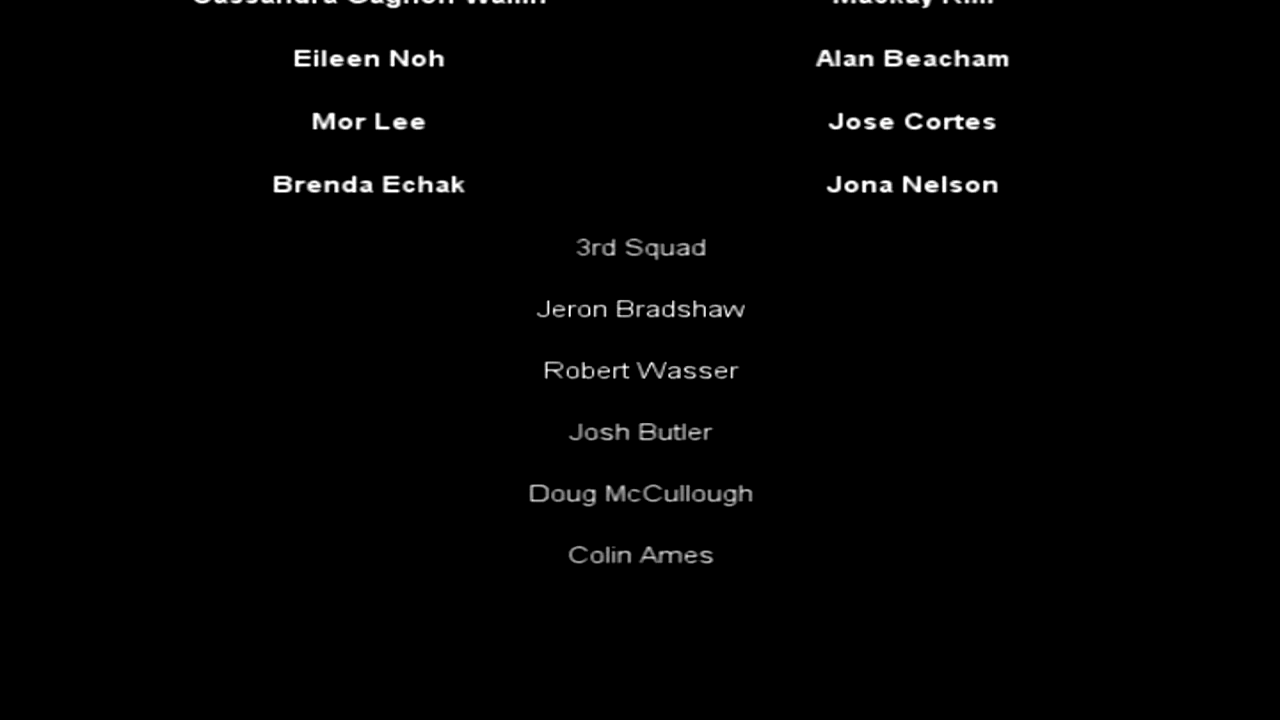 Eileen Noh Alan Beacham
Mor Lee Jose Cortes
Brenda Echak Jona Nelson
3rd Squad
Jeron Bradshaw
Robert Wasser
Josh Butler
Doug McCullough
Colin Ames